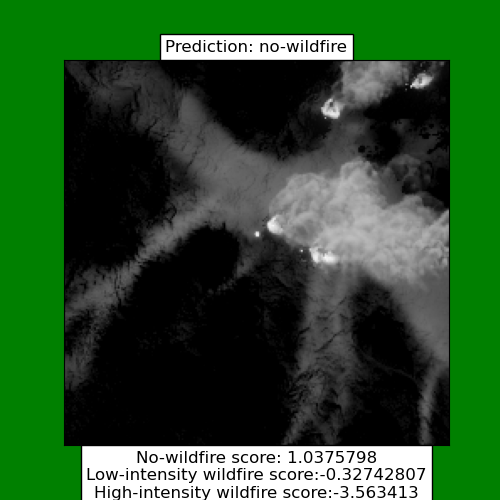 Prediction: no-wildfire
No-wildfire score: 1.0375798
Low-intensity wildfire score:-0.32742807
High-intensity wildfire score:-3.563413